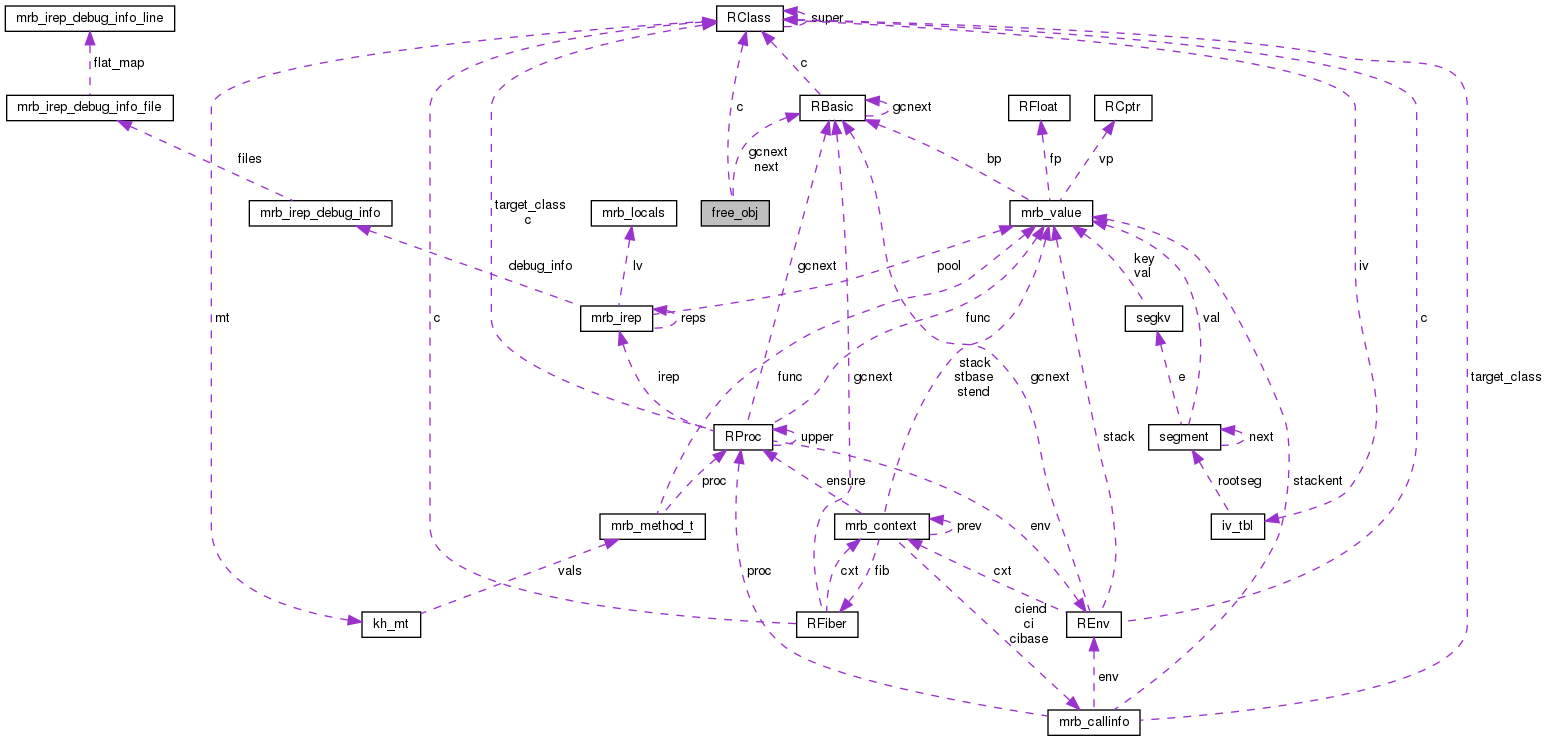 mrb_irep_debug_info_line
RClass
super
flat_map
c
mrb_irep_debug_info_file
RBasic
gcnext
RFloat
RCptr
c
files
gcnext
next
bp
fp
vp
mrb_irep_debug_info
mrb_locals
free_obj
mrb_value
target_class
c
debug_info
lv
gcnext
pool
key
val
iv
mt
c
mrb_irep
reps
func
segkv
val
c
irep
func
gcnext
stack
stbase
stend
gcnext
e
target_class
RProc
upper
stack
segment
next
proc
ensure
rootseg
stackent
mrb_method_t
mrb_context
prev
env
iv_tbl
vals
proc
cxt
fib
cxt
kh_mt
RFiber
ciend
ci
cibase
REnv
env
mrb_callinfo